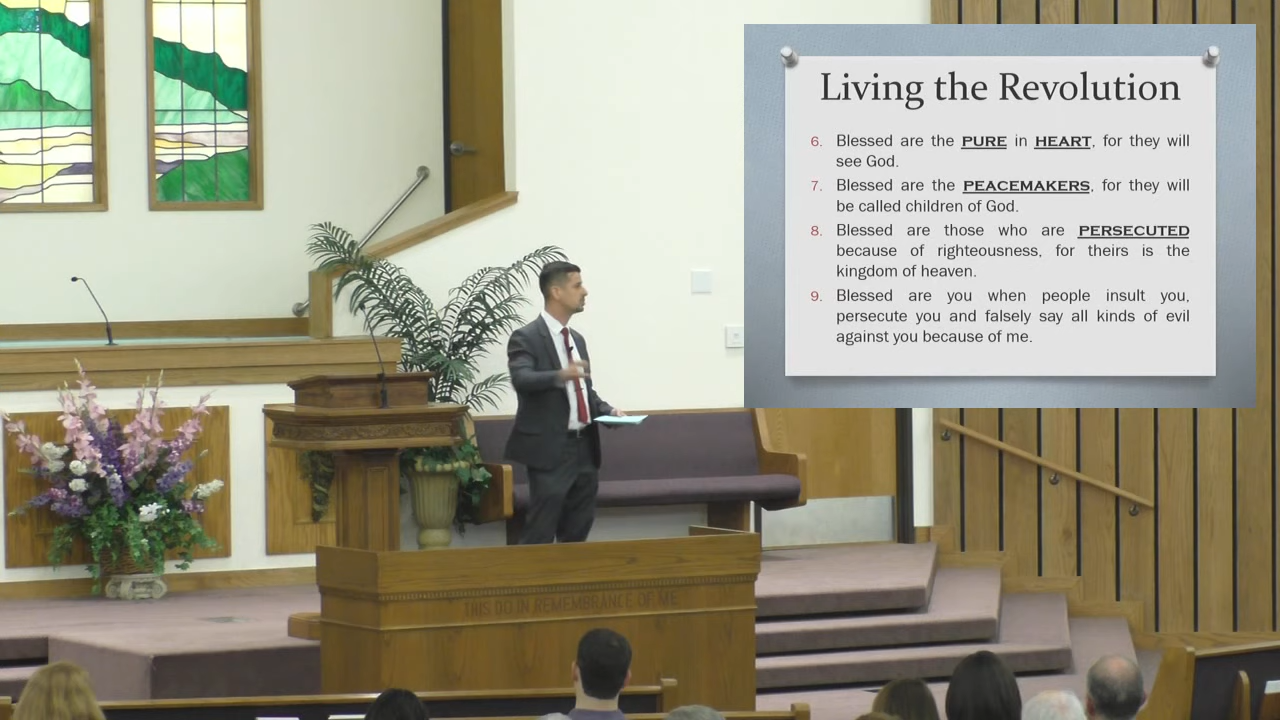 Living the Revolution
6. Blessed are the PURE in HEART, for they will
see God.
7. Blessed are the PEACEMAKERS, for they will
be called children of God.
8. Blessed are those who are PERSECUTED
because of righteousness, for theirs is the
kingdom of heaven.
9. Blessed are you when people insult you,
persecute you and falsely say all kinds of evil
against you because of me.
THIS DO IN REMEMBRANCE OF ME